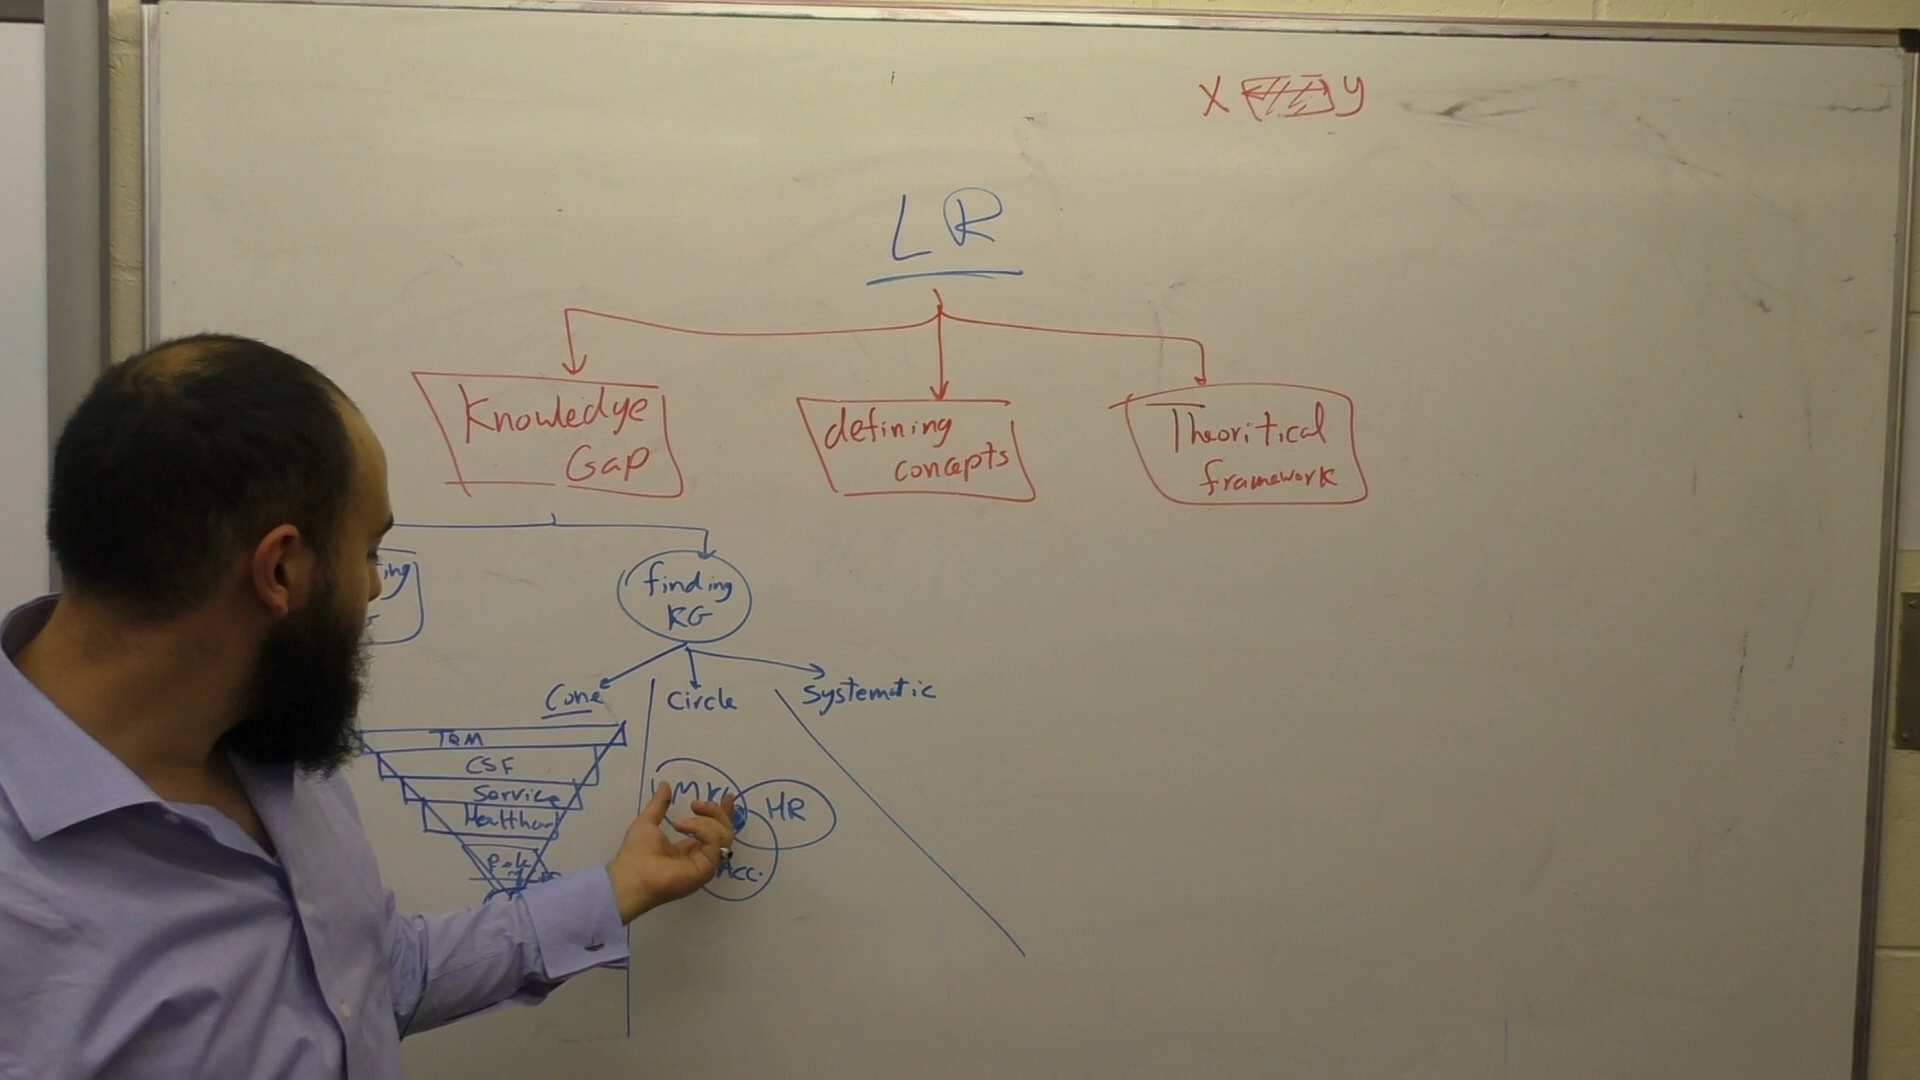 X Y
LR
Knowledge
Gap
defining
concepts
Theoritical
framework
finding
KG
Cone
Circle
Systematic
TQM
CSF
Service
HR
Acc.